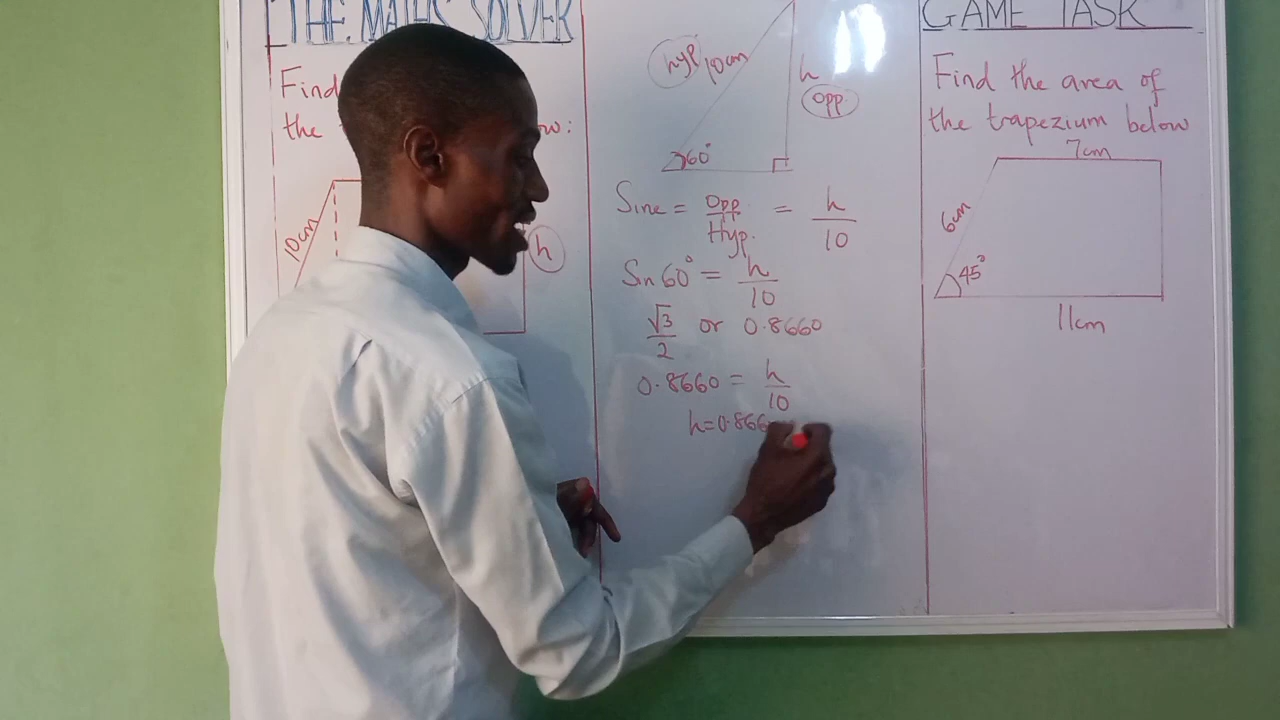 THE MATHS SOLVER
Find
the
10cm
h
hyp 10cm
h
opp.
60°
Sine = Opp / Hyp. = h / 10
Sin 60° = h / 10
√3 / 2 or 0.8660
0.8660 = h / 10
h=0.866
GAME TASK
Find the area of
the trapezium below
7cm
6cm
45°
11cm